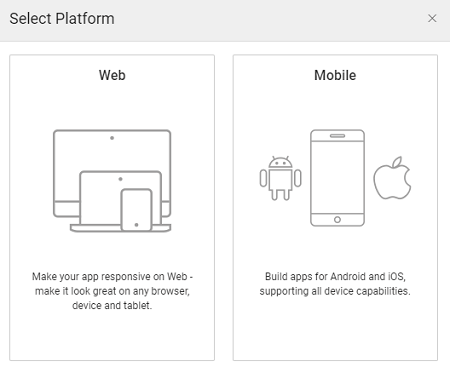 Select Platform
Web
Make your app responsive on Web -
make it look great on any browser,
device and tablet.
Mobile
Build apps for Android and iOS,
supporting all device capabilities.